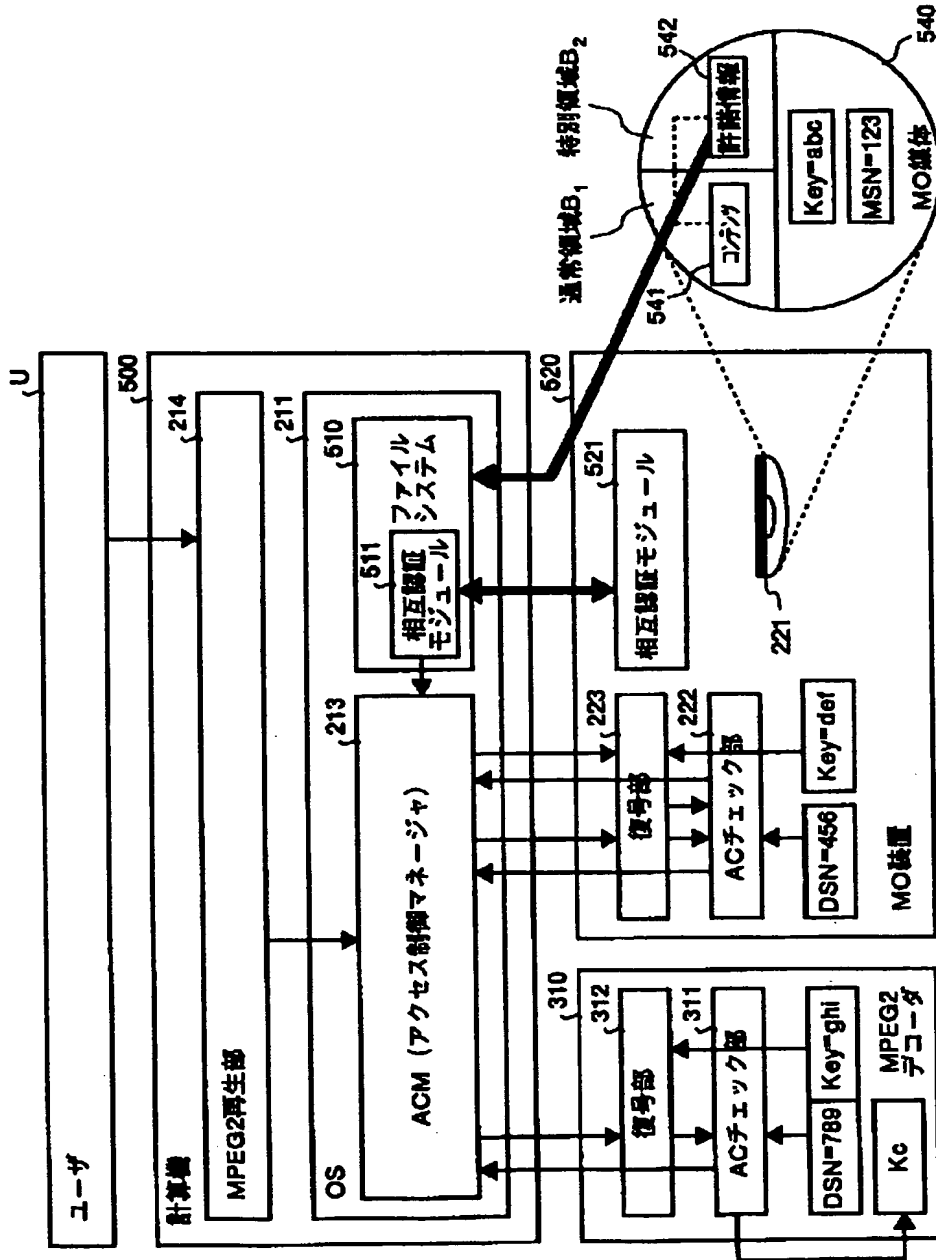 ユーザ
U
計算機
500
MPEG2再生部
214
OS
211
ACM (アクセス制御マネージャ)
213
510
ファイル
システム
511
相互認証
モジュール
310
312
復号部
311
ACチェック部
DSN=789
Key=ghi
Kc
MPEG2
デコーダ
520
223
復号部
222
ACチェック部
DSN=456
Key=def
MO装置
521
相互認証モジュール
221
通常領域B1
特別領域B2
541
コンテンツ
542
許諾情報
Key=abc
MSN=123
MO媒体
540